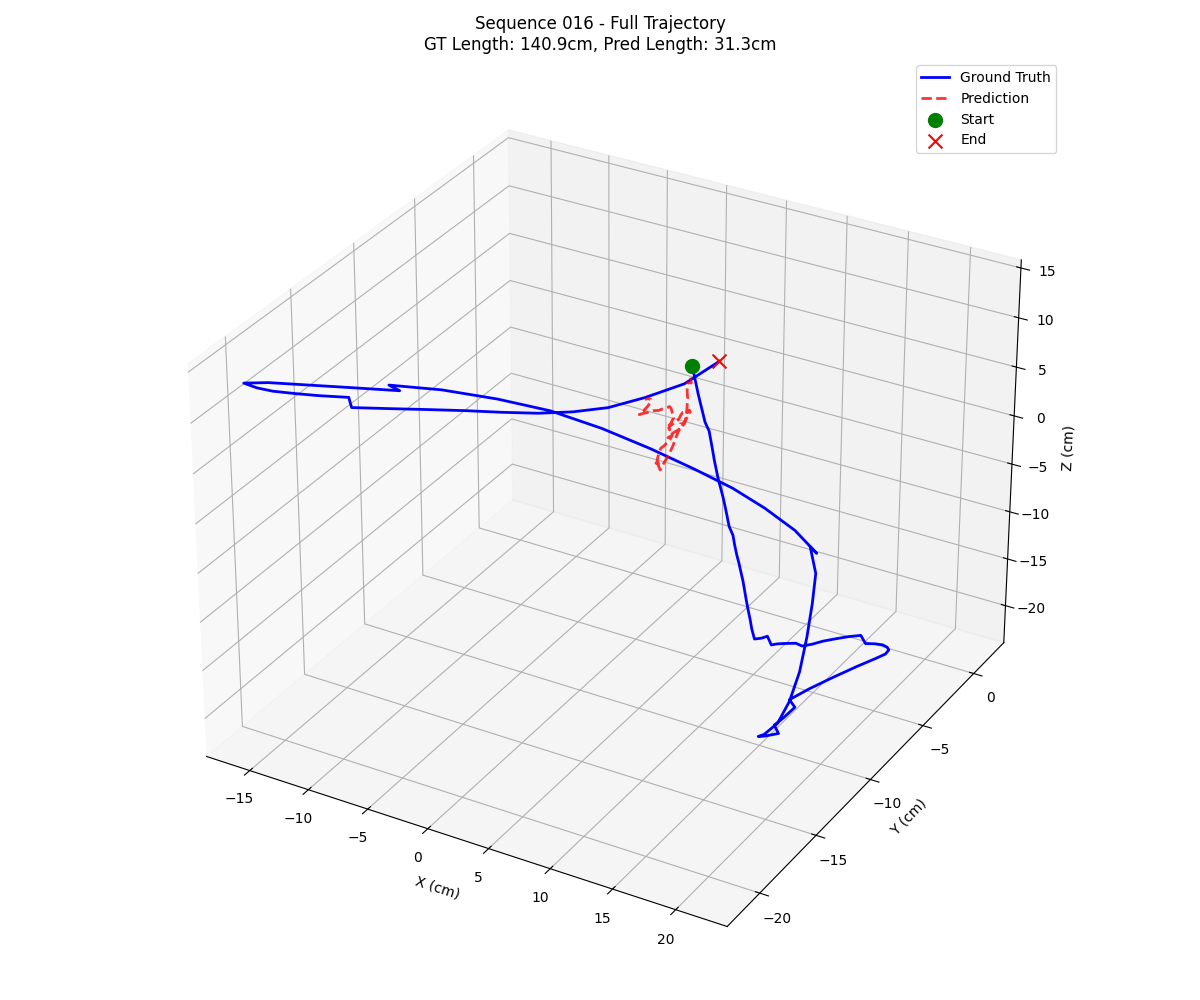 Sequence 016 - Full Trajectory
GT Length: 140.9cm, Pred Length: 31.3cm
Ground Truth
Prediction
Start
End
15
10
5
0
−5
−10
−15
−20
Z (cm)
0
−5
−10
−15
−20
Y (cm)
−15
−10
−5
0
5
10
15
20
X (cm)